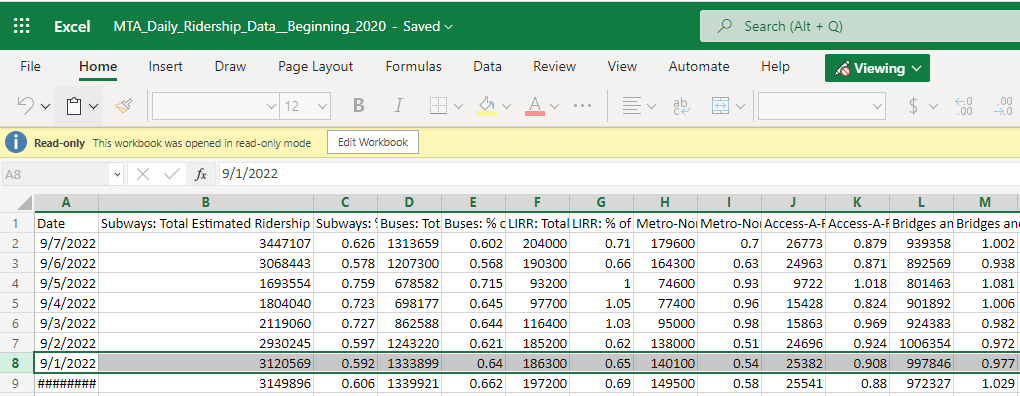 Excel MTA_Daily_Ridership_Data__Beginning_2020 - Saved Search (Alt + Q)
File Home Insert Draw Page Layout Formulas Data Review View Automate Help Viewing
12 B I A ab $ .00 .00
Read-only This workbook was opened in read-only mode Edit Workbook
A8 fx 9/1/2022
A B C D E F G H I J K L M
1 Date Subways: Total Estimated Ridership Subways: Buses: Tot Buses: % LIRR: Total LIRR: % of Metro-No Metro-No Access-A- Access-A- Bridges an Bridges an
2 9/7/2022 3447107 0.626 1313659 0.602 204000 0.71 179600 0.7 26773 0.879 939358 1.002
3 9/6/2022 3068443 0.578 1207300 0.568 190300 0.66 164300 0.63 24963 0.871 892569 0.938
4 9/5/2022 1693554 0.759 678582 0.715 93200 1 74600 0.93 9722 1.018 801463 1.081
5 9/4/2022 1804040 0.723 698177 0.645 97700 1.05 77400 0.96 15428 0.824 901892 1.006
6 9/3/2022 2119060 0.727 862588 0.644 116400 1.03 95000 0.98 15863 0.969 924383 0.982
7 9/2/2022 2930245 0.597 1243220 0.621 185200 0.62 138000 0.51 24696 0.924 1006354 0.972
8 9/1/2022 3120569 0.592 1333899 0.64 186300 0.65 140100 0.54 25382 0.908 997846 0.977
9 ######## 3149896 0.606 1339921 0.662 197200 0.69 149500 0.58 25541 0.88 972327 1.029